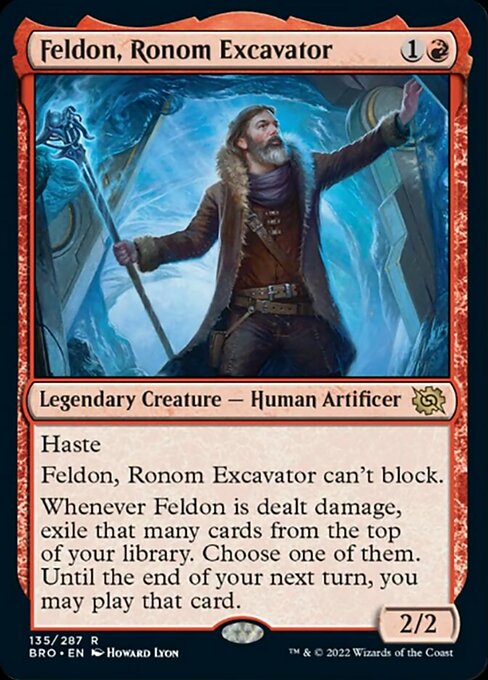 Feldon, Ronom Excavator 1
Legendary Creature — Human Artificer
Haste
Feldon, Ronom Excavator can't block.
Whenever Feldon is dealt damage,
exile that many cards from the top
of your library. Choose one of them.
Until the end of your next turn, you
may play that card.
2/2
135/287 R
BRO • EN Howard Lyon
™ & © 2022 Wizards of the Coast